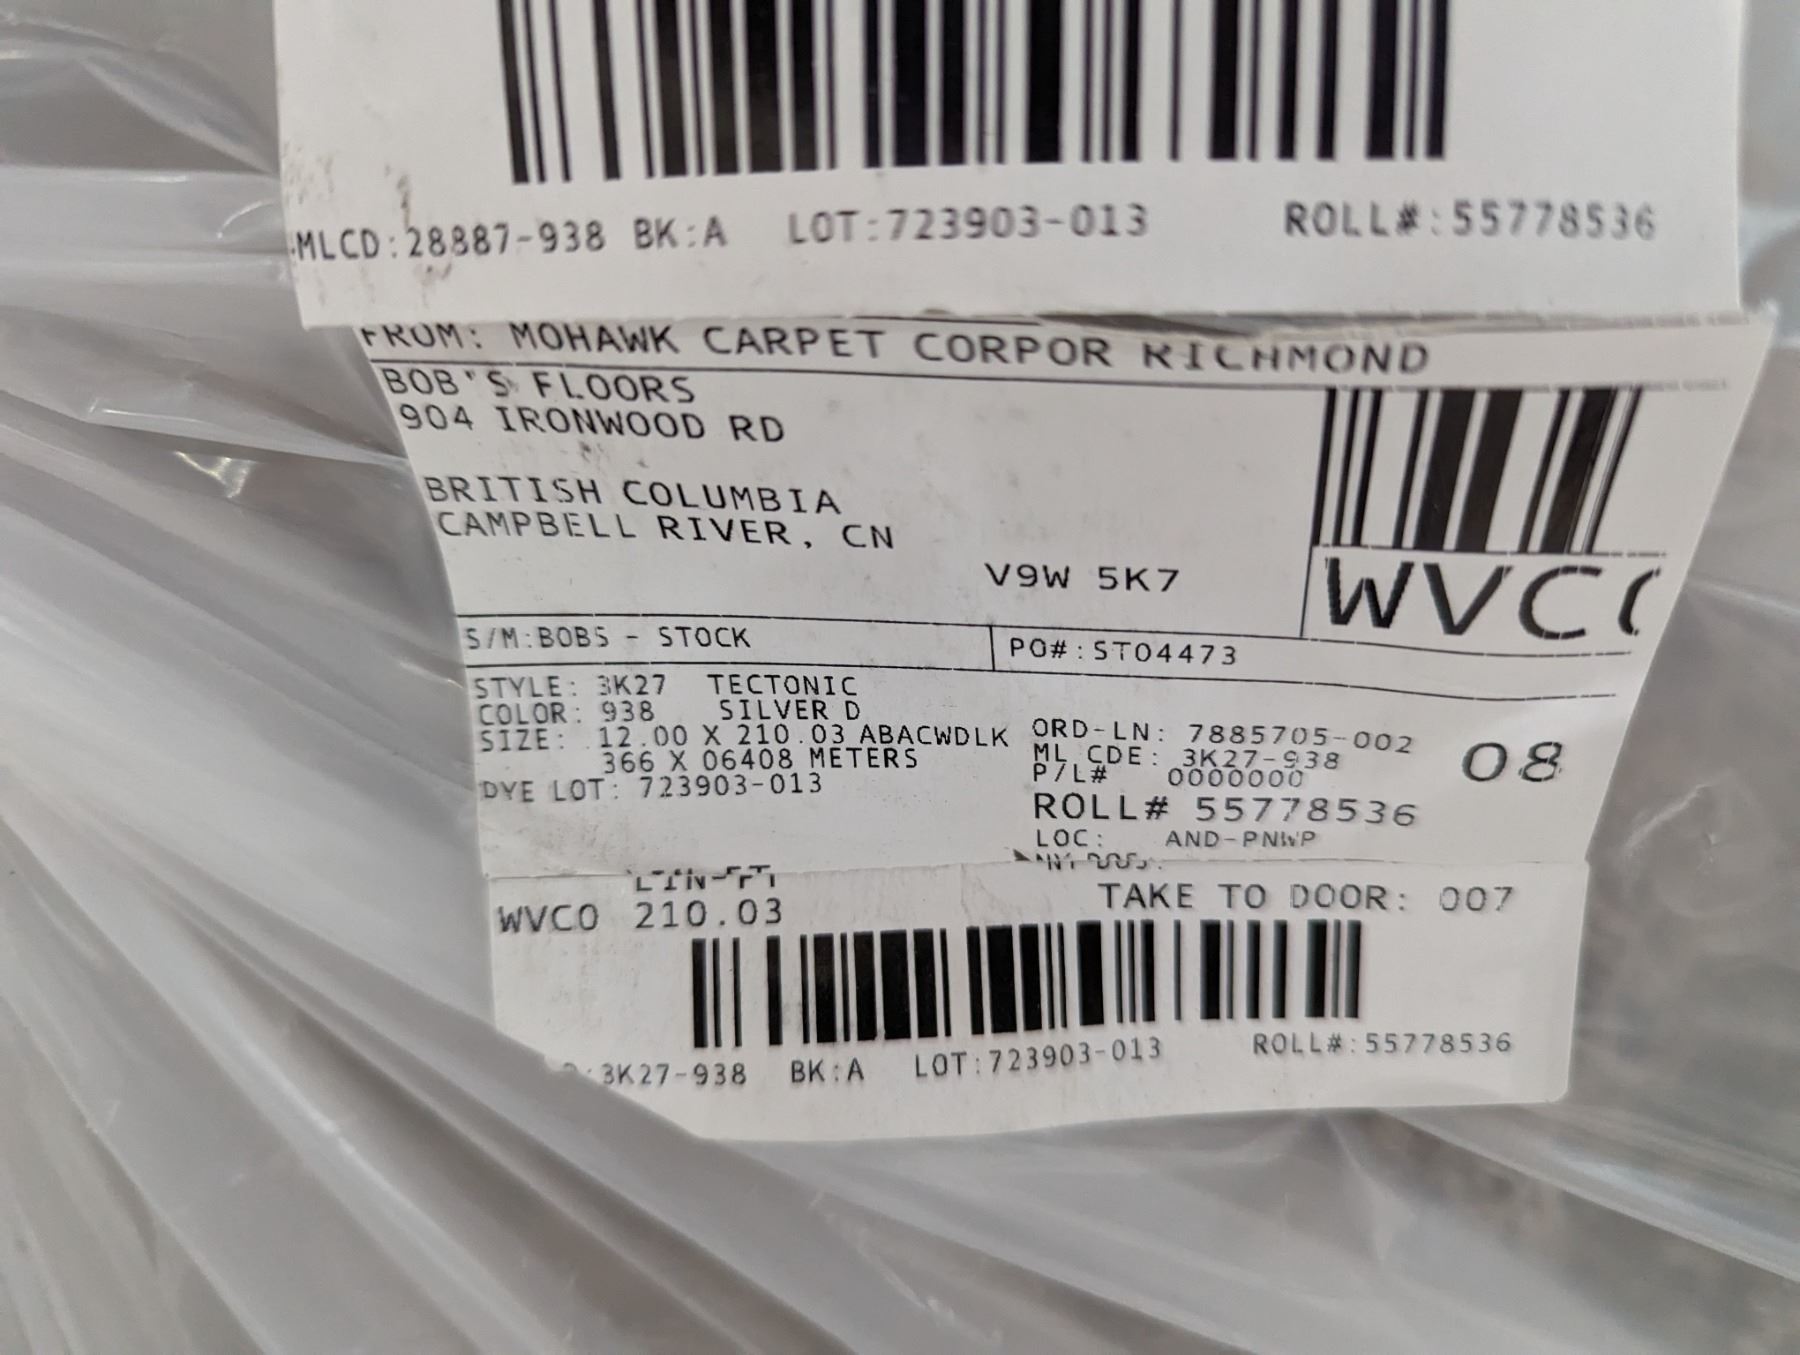 MLCD:28887-938 BK:A LOT:723903-013 ROLL#:55778536
FROM: MOHAWK CARPET CORPOR RICHMOND
BOB'S FLOORS
904 IRONWOOD RD
BRITISH COLUMBIA
CAMPBELL RIVER, CN
V9W 5K7
WVC
S/M:BOBS - STOCK PO#:ST04473
STYLE: 3K27 TECTONIC
COLOR: 938 SILVER D
SIZE: 12.00 X 210.03 ABACWDLK
366 X 06408 METERS
DYE LOT: 723903-013
ORD-LN: 7885705-002
ML CDE: 3K27-938
P/L# 0000000
ROLL# 55778536
LOC: AND-PNWP
08
LIN-FT
WVCO 210.03 TAKE TO DOOR: 007
3K27-938 BK:A LOT:723903-013 ROLL#:55778536